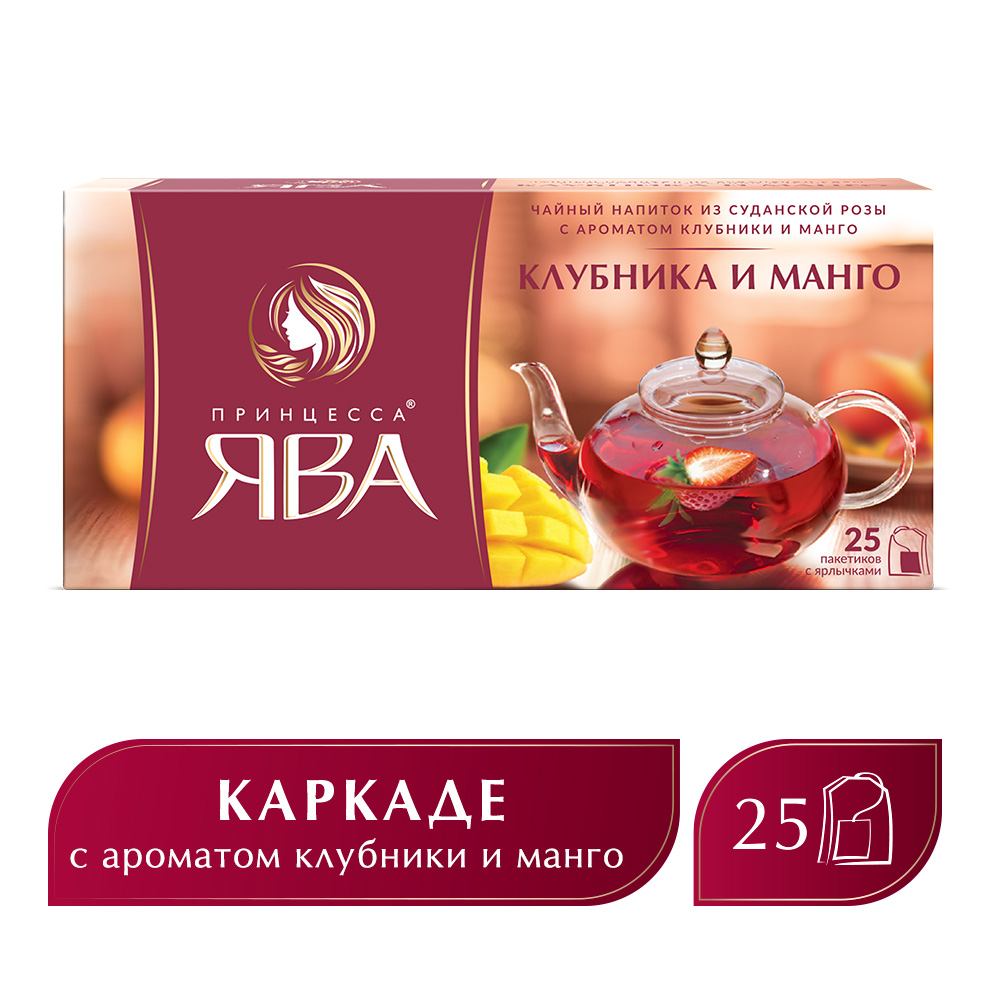 ЧАЙНЫЙ НАПИТОК ИЗ СУДАНСКОЙ РОЗЫ
С АРОМАТОМ КЛУБНИКИ И МАНГО
КЛУБНИКА И МАНГО
ПРИНЦЕССА®
ЯВА
25
пакетиков
с ярлычками
КАРКАДЕ
с ароматом клубники и манго
25